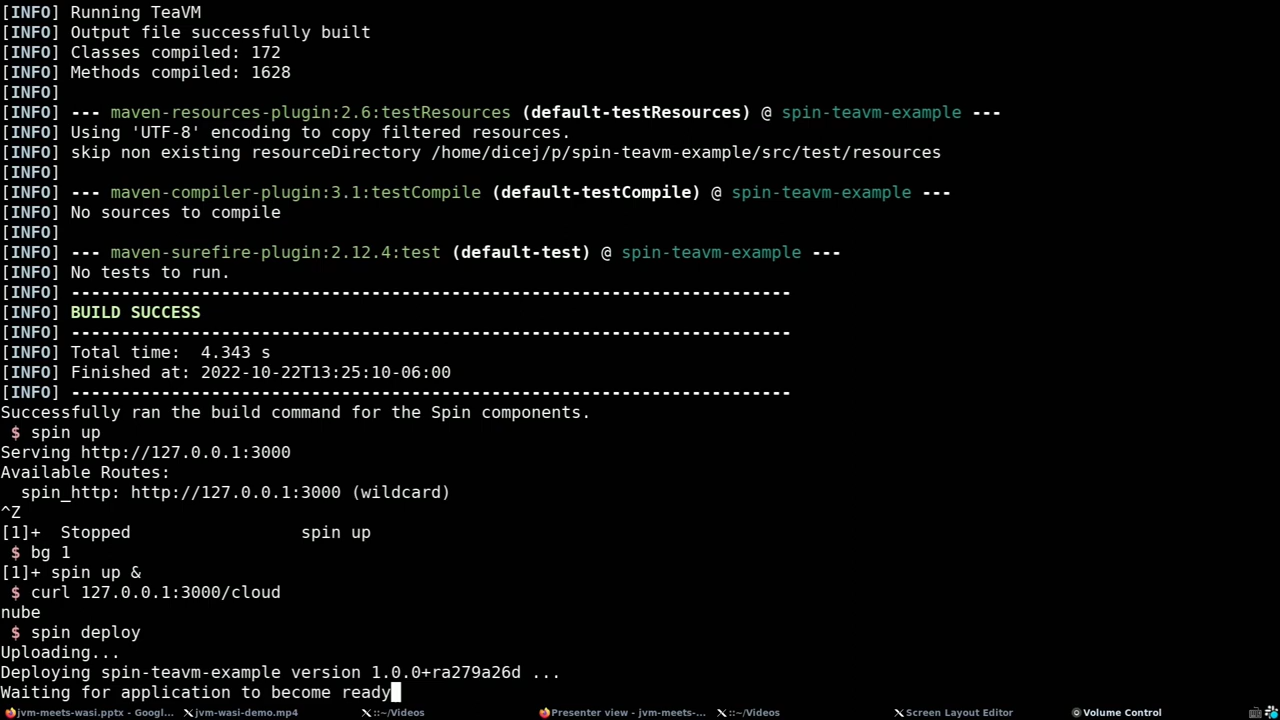 [INFO] Running TeaVM
[INFO] Output file successfully built
[INFO] Classes compiled: 172
[INFO] Methods compiled: 1628
[INFO]
[INFO] --- maven-resources-plugin:2.6:testResources (default-testResources) @ spin-teavm-example ---
[INFO] Using 'UTF-8' encoding to copy filtered resources.
[INFO] skip non existing resourceDirectory /home/dicej/p/spin-teavm-example/src/test/resources
[INFO]
[INFO] --- maven-compiler-plugin:3.1:testCompile (default-testCompile) @ spin-teavm-example ---
[INFO] No sources to compile
[INFO]
[INFO] --- maven-surefire-plugin:2.12.4:test (default-test) @ spin-teavm-example ---
[INFO] No tests to run.
[INFO] ------------------------------------------------------------------------
[INFO] BUILD SUCCESS
[INFO] ------------------------------------------------------------------------
[INFO] Total time:  4.343 s
[INFO] Finished at: 2022-10-22T13:25:10-06:00
[INFO] ------------------------------------------------------------------------
Successfully ran the build command for the Spin components.
$ spin up
Serving http://127.0.0.1:3000
Available Routes:
  spin_http: http://127.0.0.1:3000 (wildcard)
^Z
[1]+  Stopped                 spin up
$ bg 1
[1]+ spin up &
$ curl 127.0.0.1:3000/cloud
nube
$ spin deploy
Uploading...
Deploying spin-teavm-example version 1.0.0+ra279a26d ...
Waiting for application to become ready
jvm-meets-wasi.pptx - Googl... jvm-wasi-demo.mp4 ::~/Videos Presenter view - jvm-meets-... ::~/Videos Screen Layout Editor Volume Control